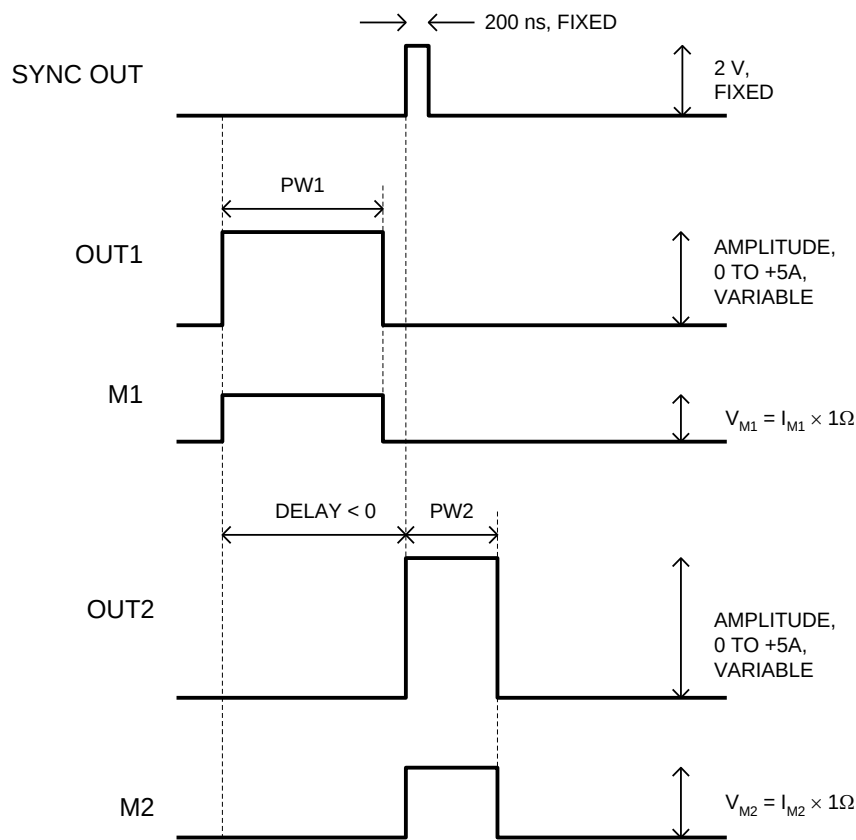 200 ns, FIXED
SYNC OUT
2 V,
FIXED
PW1
OUT1
AMPLITUDE,
0 TO +5A,
VARIABLE
M1
V_M1 = I_M1 × 1Ω
DELAY < 0
PW2
OUT2
AMPLITUDE,
0 TO +5A,
VARIABLE
M2
V_M2 = I_M2 × 1Ω